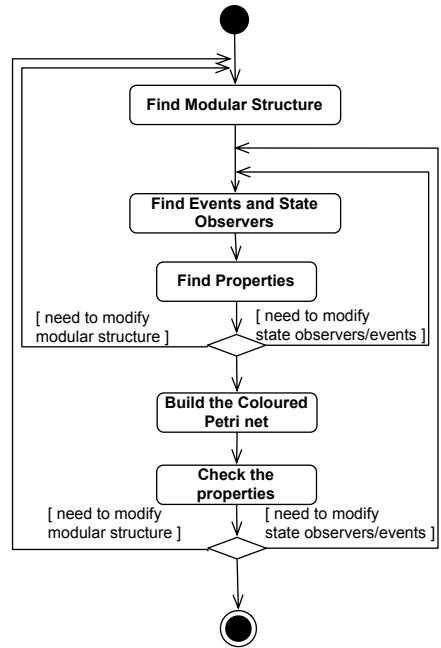 Find Modular Structure
Find Events and State
Observers
Find Properties
[ need to modify
modular structure ]
[ need to modify
state observers/events ]
Build the Coloured
Petri net
Check the
properties
[ need to modify
modular structure ]
[ need to modify
state observers/events ]